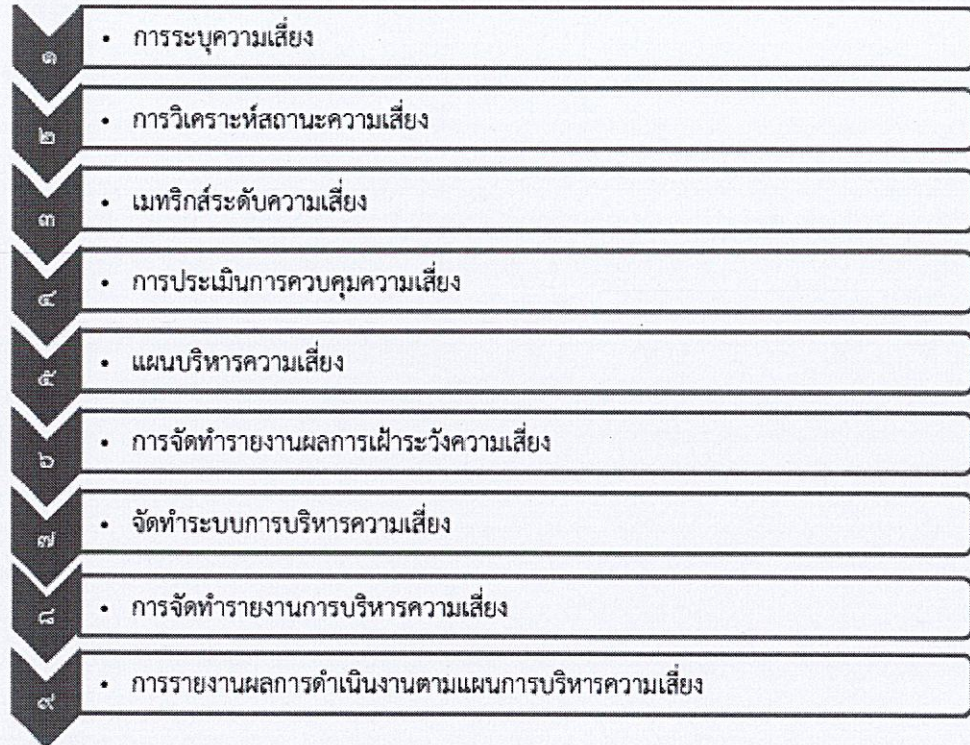 ๑ • การระบุความเสี่ยง
๒ • การวิเคราะห์สถานะความเสี่ยง
๓ • เมทริกส์ระดับความเสี่ยง
๔ • การประเมินการควบคุมความเสี่ยง
๕ • แผนบริหารความเสี่ยง
๖ • การจัดทำรายงานผลการเฝ้าระวังความเสี่ยง
๗ • จัดทำระบบการบริหารความเสี่ยง
๘ • การจัดทำรายงานการบริหารความเสี่ยง
๙ • การรายงานผลการดำเนินงานตามแผนการบริหารความเสี่ยง